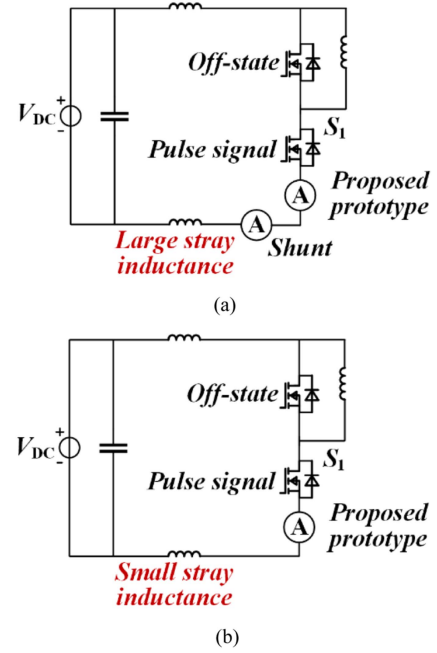 Off-state
V_DC
+
-
S_1
Pulse signal
A
Proposed
prototype
A
Large stray
inductance
Shunt
(a)
Off-state
V_DC
+
-
S_1
Pulse signal
A
Proposed
prototype
Small stray
inductance
(b)